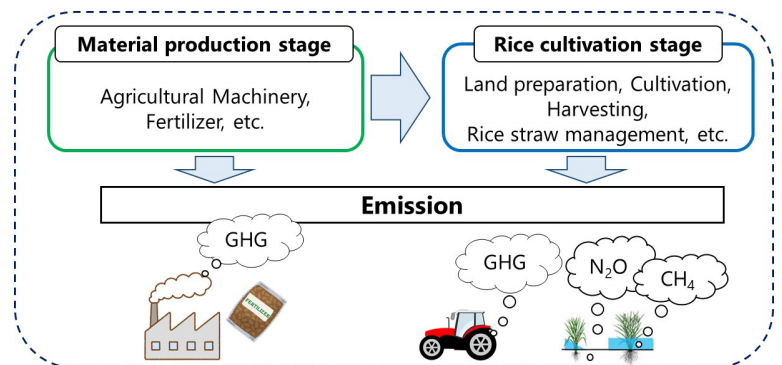 Material production stage
Agricultural Machinery,
Fertilizer, etc.
Rice cultivation stage
Land preparation, Cultivation,
Harvesting,
Rice straw management, etc.
Emission
GHG
FERTILIZER
GHG
N₂O
CH₄